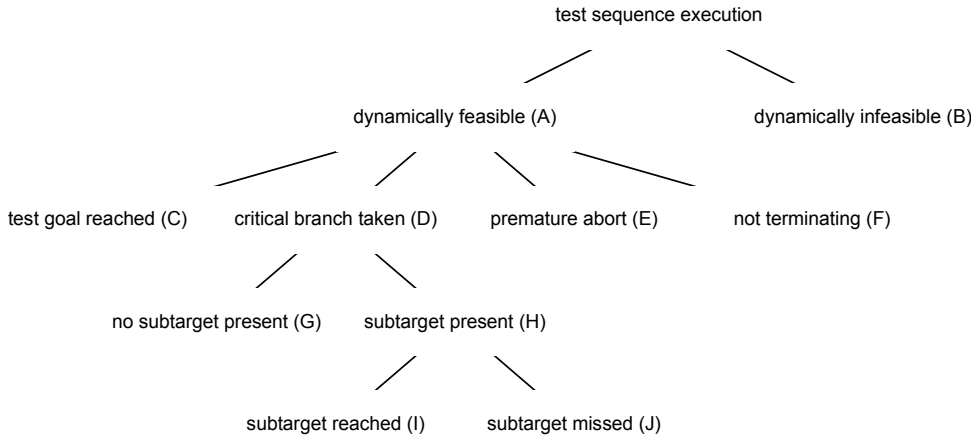 test sequence execution
dynamically feasible (A) dynamically infeasible (B)
test goal reached (C) critical branch taken (D) premature abort (E) not terminating (F)
no subtarget present (G) subtarget present (H)
subtarget reached (I) subtarget missed (J)